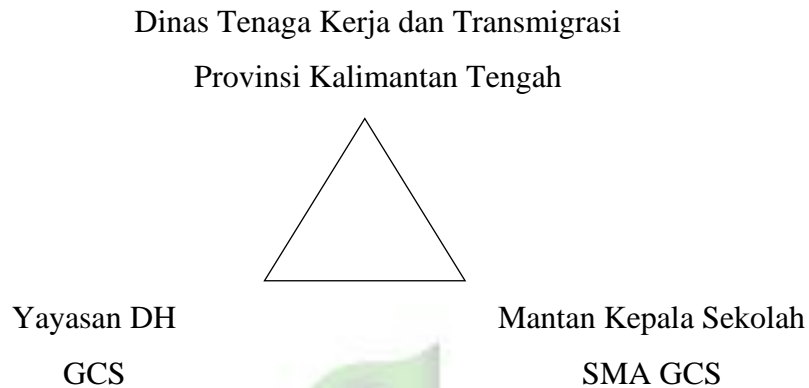 Dinas Tenaga Kerja dan Transmigrasi
Provinsi Kalimantan Tengah
Yayasan DH
GCS
Mantan Kepala Sekolah
SMA GCS